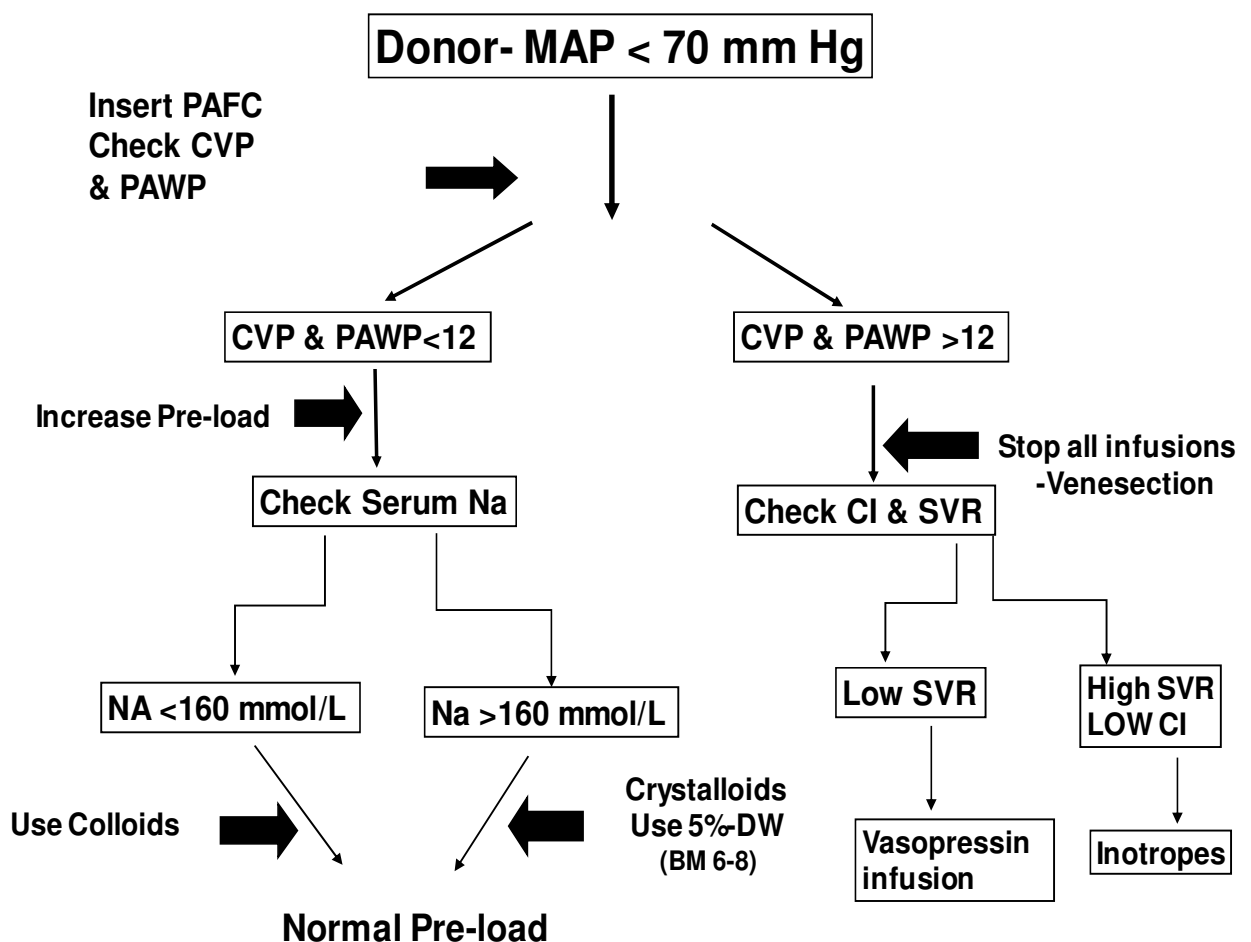 Donor- MAP < 70 mm Hg
Insert PAFC
Check CVP
& PAWP
CVP & PAWP<12
CVP & PAWP >12
Increase Pre-load
Stop all infusions
-Venesection
Check Serum Na
Check CI & SVR
NA <160 mmol/L
Na >160 mmol/L
Low SVR
High SVR
LOW CI
Use Colloids
Crystalloids
Use 5%-DW
(BM 6-8)
Vasopressin
infusion
Inotropes
Normal Pre-load